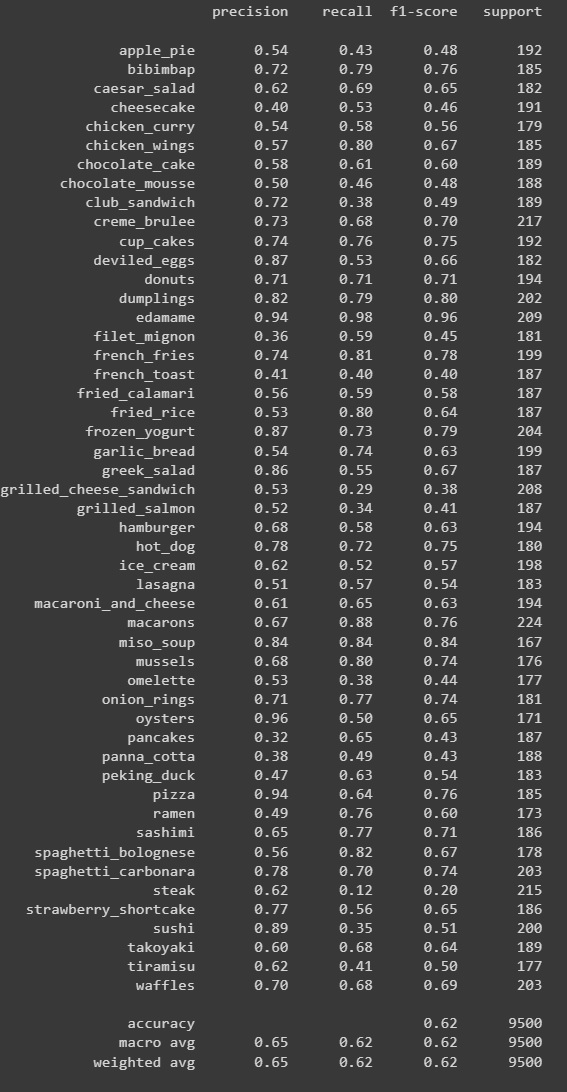 precision recall f1-score support
apple_pie 0.54 0.43 0.48 192
bibimbap 0.72 0.79 0.76 185
caesar_salad 0.62 0.69 0.65 182
cheesecake 0.40 0.53 0.46 191
chicken_curry 0.54 0.58 0.56 179
chicken_wings 0.57 0.80 0.67 185
chocolate_cake 0.58 0.61 0.60 189
chocolate_mousse 0.50 0.46 0.48 188
club_sandwich 0.72 0.38 0.49 189
creme_brulee 0.73 0.68 0.70 217
cup_cakes 0.74 0.76 0.75 192
deviled_eggs 0.87 0.53 0.66 182
donuts 0.71 0.71 0.71 194
dumplings 0.82 0.79 0.80 202
edamame 0.94 0.98 0.96 209
filet_mignon 0.36 0.59 0.45 181
french_fries 0.74 0.81 0.78 199
french_toast 0.41 0.40 0.40 187
fried_calamari 0.56 0.59 0.58 187
fried_rice 0.53 0.80 0.64 187
frozen_yogurt 0.87 0.73 0.79 204
garlic_bread 0.54 0.74 0.63 199
greek_salad 0.86 0.55 0.67 187
grilled_cheese_sandwich 0.53 0.29 0.38 208
grilled_salmon 0.52 0.34 0.41 187
hamburger 0.68 0.58 0.63 194
hot_dog 0.78 0.72 0.75 180
ice_cream 0.62 0.52 0.57 198
lasagna 0.51 0.57 0.54 183
macaroni_and_cheese 0.61 0.65 0.63 194
macarons 0.67 0.88 0.76 224
miso_soup 0.84 0.84 0.84 167
mussels 0.68 0.80 0.74 176
omelette 0.53 0.38 0.44 177
onion_rings 0.71 0.77 0.74 181
oysters 0.96 0.50 0.65 171
pancakes 0.32 0.65 0.43 187
panna_cotta 0.38 0.49 0.43 188
peking_duck 0.47 0.63 0.54 183
pizza 0.94 0.64 0.76 185
ramen 0.49 0.76 0.60 173
sashimi 0.65 0.77 0.71 186
spaghetti_bolognese 0.56 0.82 0.67 178
spaghetti_carbonara 0.78 0.70 0.74 203
steak 0.62 0.12 0.20 215
strawberry_shortcake 0.77 0.56 0.65 186
sushi 0.89 0.35 0.51 200
takoyaki 0.60 0.68 0.64 189
tiramisu 0.62 0.41 0.50 177
waffles 0.70 0.68 0.69 203
accuracy 0.62 9500
macro avg 0.65 0.62 0.62 9500
weighted avg 0.65 0.62 0.62 9500